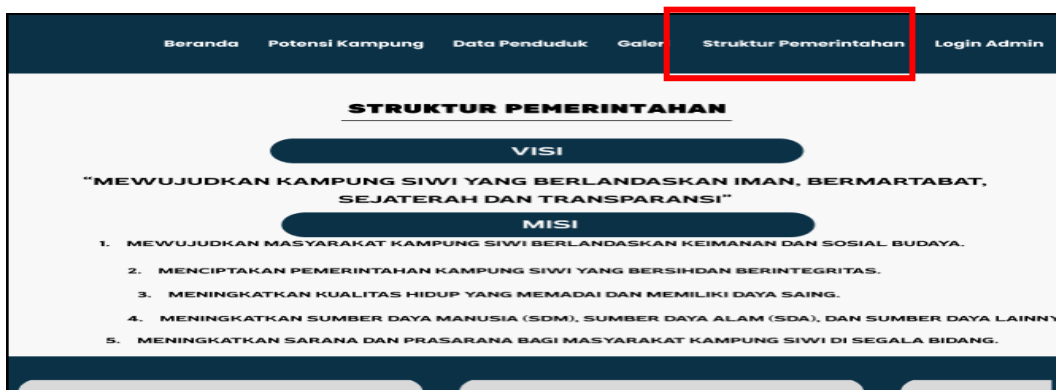 Beranda Potensi Kampung Data Penduduk Galeri Struktur Pemerintahan Login Admin
STRUKTUR PEMERINTAHAN
VISI
“MEWUJUDKAN KAMPUNG SIWI YANG BERLANDASKAN IMAN, BERMARTABAT,
SEJATERAH DAN TRANSPARANSI”
MISI
1. MEWUJUDKAN MASYARAKAT KAMPUNG SIWI BERLANDASKAN KEIMANAN DAN SOSIAL BUDAYA.
2. MENCIPTAKAN PEMERINTAHAN KAMPUNG SIWI YANG BERSIHDAN BERINTEGRITAS.
3. MENINGKATKAN KUALITAS HIDUP YANG MEMADAI DAN MEMILIKI DAYA SAING.
4. MENINGKATKAN SUMBER DAYA MANUSIA (SDM), SUMBER DAYA ALAM (SDA), DAN SUMBER DAYA LAINNY
5. MENINGKATKAN SARANA DAN PRASARANA BAGI MASYARAKAT KAMPUNG SIWI DI SEGALA BIDANG.